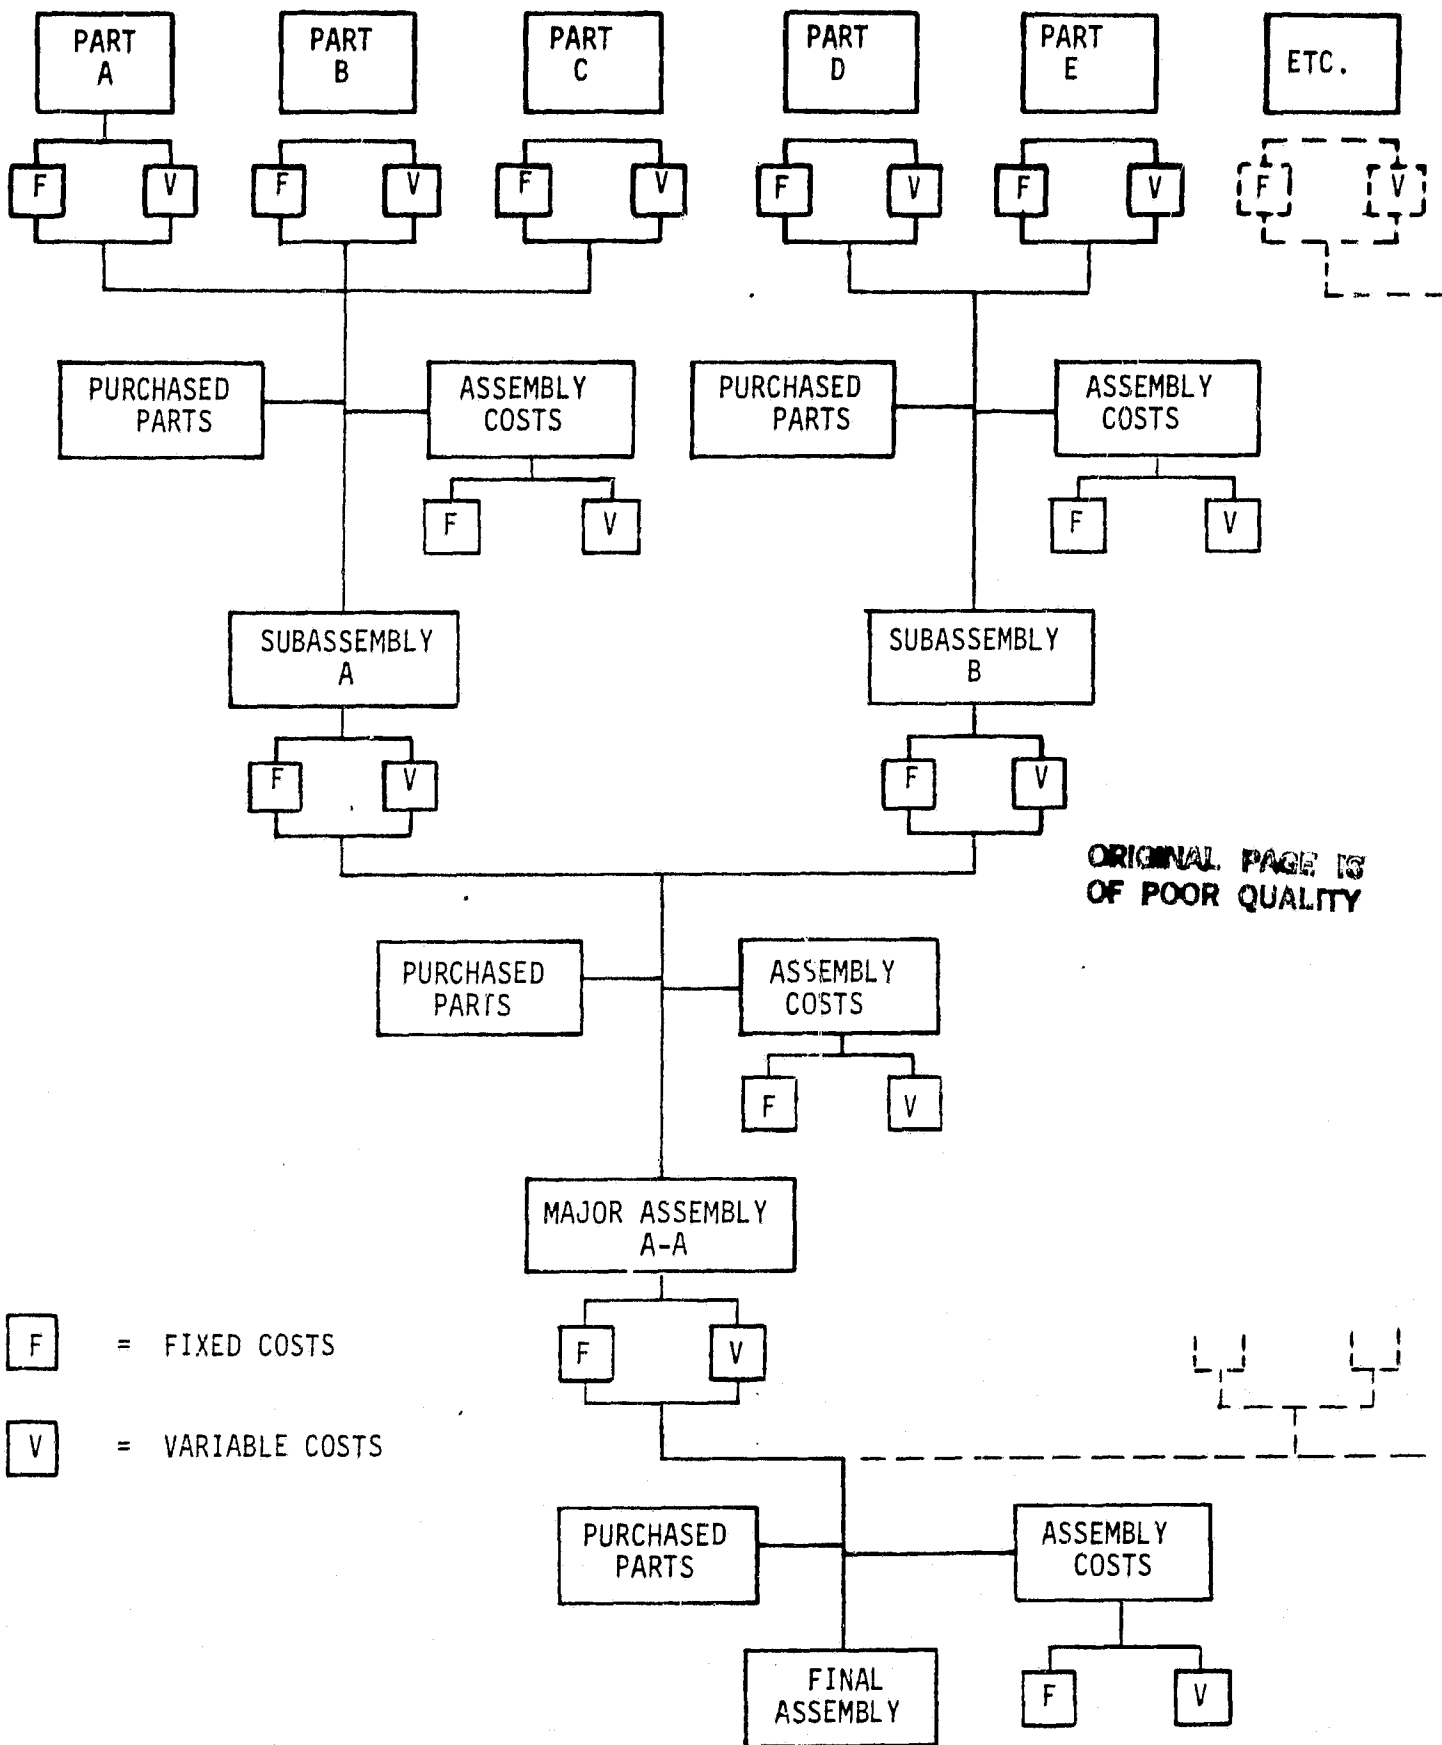 PART
A
PART
B
PART
C
PART
D
PART
E
ETC.
F
V
F
V
F
V
F
V
F
V
F
V
PURCHASED
PARTS
ASSEMBLY
COSTS
PURCHASED
PARTS
ASSEMBLY
COSTS
F
V
F
V
SUBASSEMBLY
A
SUBASSEMBLY
B
F
V
F
V
ORIGINAL PAGE IS
OF POOR QUALITY
PURCHASED
PARTS
ASSEMBLY
COSTS
F
V
MAJOR ASSEMBLY
A-A
F
V
F = FIXED COSTS
V = VARIABLE COSTS
PURCHASED
PARTS
ASSEMBLY
COSTS
F
V
FINAL
ASSEMBLY